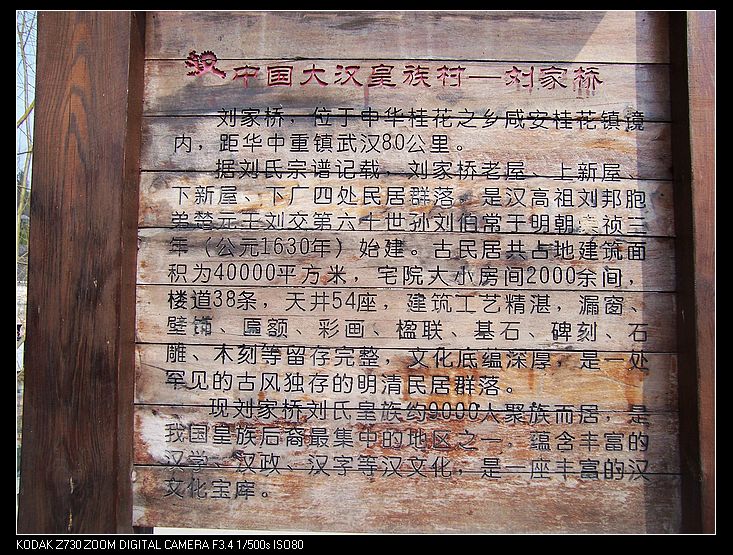 中国大汉皇族村—刘家桥
刘家桥，位于中华桂花之乡咸安桂花镇境
内，距华中重镇武汉80公里。
据刘氏宗谱记载，刘家桥老屋、上新屋、
下新屋、下厂四处民居群落，是汉高祖刘邦胞
弟楚元王刘交第六十世孙刘伯常于明朝祯三
年（公元1630年）始建。古民居共占地建筑面
积为40000平方米，宅院大小房间2000余间，
楼道38条，天井54座，建筑工艺精湛，漏窗、
壁饰、匾额、彩画、楹联、基石、碑刻、石
雕、木刻等留存完整，文化底蕴深厚，是一处
罕见的古风独存的明清民居群落。
现刘家桥刘氏皇族约9000人聚族而居，是
我国皇族后裔最集中的地区之一，蕴含丰富的
汉学、汉政、汉字等汉文化，是一座丰富的汉
文化宝库。
KODAK Z730 ZOOM DIGITAL CAMERA F3.4 1/500s ISO80